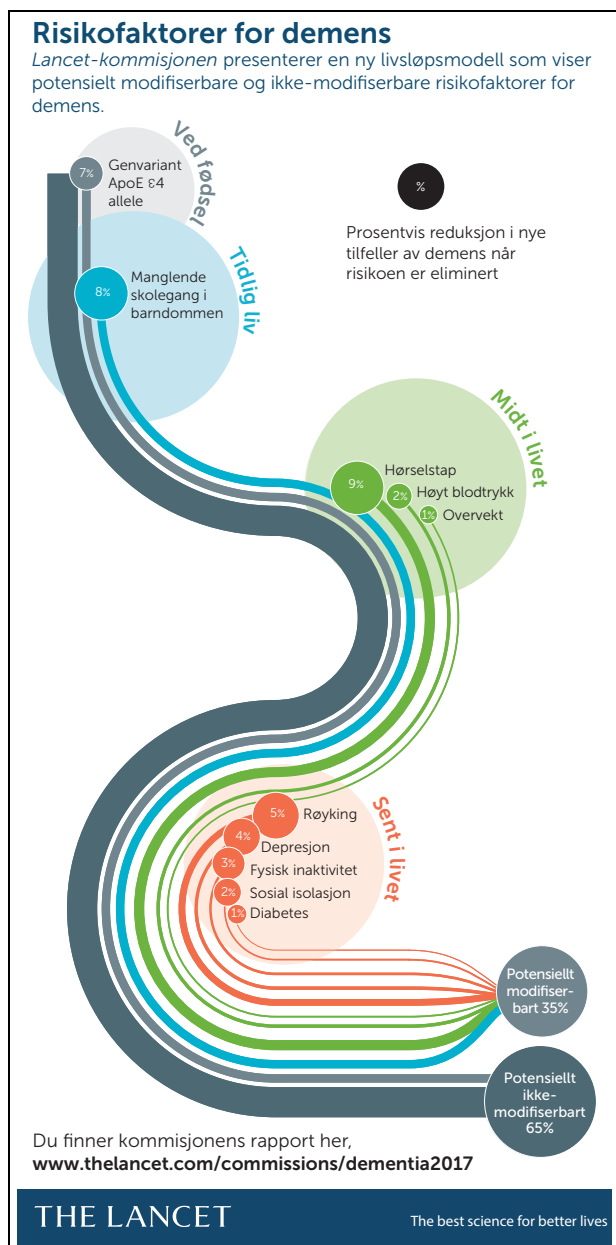 Risikofaktorer for demens
Lancet-kommisjonen presenterer en ny livsløpsmodell som viser
potensielt modifiserbare og ikke-modifiserbare risikofaktorer for
demens.
Ved fødsel
7%
Genvariant
ApoE ε4
allele
%
Prosentvis reduksjon i nye
tilfeller av demens når
risikoen er eliminert
Tidlig liv
8%
Manglende
skolegang i
barndommen
Midt i livet
9%
Hørselstap
2%
Høyt blodtrykk
1%
Overvekt
Sent i livet
5%
Røyking
4%
Depresjon
3%
Fysisk inaktivitet
2%
Sosial isolasjon
1%
Diabetes
Potensiellt
modifiser-
bart 35%
Potensiellt
ikke-
modifiserbart
65%
Du finner kommisjonens rapport her,
www.thelancet.com/commissions/dementia2017
THE LANCET
The best science for better lives